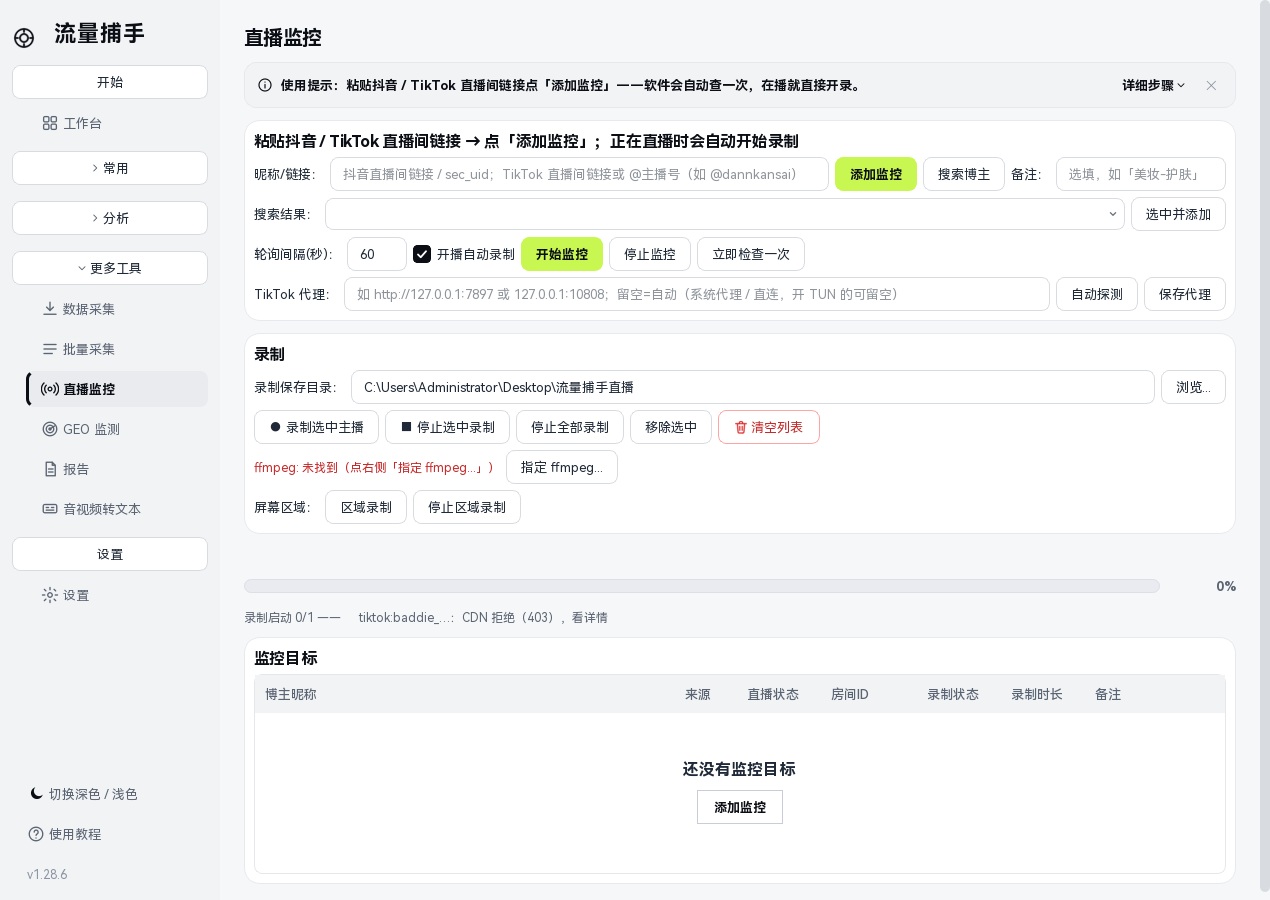 流量捕手
开始
工作台
常用
分析
更多工具
数据采集
批量采集
直播监控
GEO 监测
报告
音视频转文本
设置
设置
切换深色 / 浅色
使用教程
v1.28.6
直播监控
使用提示：粘贴抖音 / TikTok 直播间链接点「添加监控」——软件会自动查一次，在播就直接开录。 详细步骤
粘贴抖音 / TikTok 直播间链接 → 点「添加监控」；正在直播时会自动开始录制
昵称/链接： 抖音直播间链接 / sec_uid；TikTok 直播间链接或 @主播号（如 @dannkansai） 添加监控 搜索博主 备注： 选填，如「美妆-护肤」
搜索结果： 选中并添加
轮询间隔(秒)： 60 开播自动录制 开始监控 停止监控 立即检查一次
TikTok 代理： 如 http://127.0.0.1:7897 或 127.0.0.1:10808；留空=自动（系统代理 / 直连，开 TUN 的可留空） 自动探测 保存代理
录制
录制保存目录： C:\Users\Administrator\Desktop\流量捕手直播 浏览...
● 录制选中主播 ■ 停止选中录制 停止全部录制 移除选中 清空列表
ffmpeg: 未找到（点右侧「指定 ffmpeg...」） 指定 ffmpeg...
屏幕区域： 区域录制 停止区域录制
0%
录制启动 0/1 —— tiktok:baddie_...：CDN 拒绝（403），看详情
监控目标
博主昵称 来源 直播状态 房间ID 录制状态 录制时长 备注
还没有监控目标
添加监控